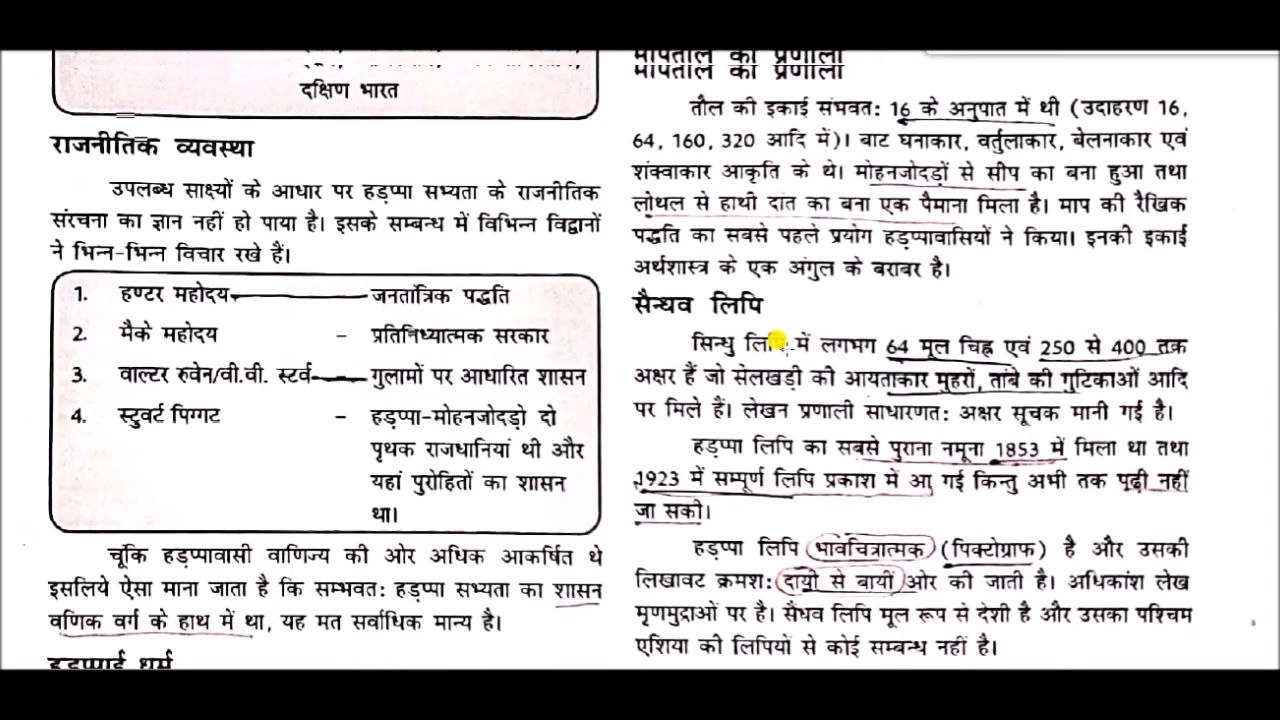 दक्षिण भारत
राजनीतिक व्यवस्था
उपलब्ध साक्ष्यों के आधार पर हड़प्पा सभ्यता के राजनीतिक
संरचना का ज्ञान नहीं हो पाया है। इसके सम्बन्ध में विभिन्न विद्वानों
ने भिन्न-भिन्न विचार रखे हैं।
1. हण्टर महोदय - जनतांत्रिक पद्धति
2. मैके महोदय - प्रतिनिध्यात्मक सरकार
3. वाल्टर रुवेन/वी.वी. स्टर्व - गुलामों पर आधारित शासन
4. स्टुवर्ट पिग्गट - हड़प्पा-मोहनजोदड़ो दो
पृथक राजधानियां थी और
यहां पुरोहितों का शासन
था।
चूंकि हड़प्पावासी वाणिज्य की ओर अधिक आकर्षित थे
इसलिये ऐसा माना जाता है कि सम्भवतः हड़प्पा सभ्यता का शासन
वणिक वर्ग के हाथ में था, यह मत सर्वाधिक मान्य है।
हड़प्पाई धर्म
मापतौल की प्रणाली
तौल की इकाई संभवतः 16 के अनुपात में थी (उदाहरण 16,
64, 160, 320 आदि में)। बाट घनाकार, वर्तुलाकार, बेलनाकार एवं
शंक्वाकार आकृति के थे। मोहनजोदड़ों से सीप का बना हुआ तथा
लोथल से हाथी दांत का बना एक पैमाना मिला है। माप की रैखिक
पद्धति का सबसे पहले प्रयोग हड़प्पावासियों ने किया। इनकी इकाई
अर्थशास्त्र के एक अंगुल के बराबर है।
सैन्धव लिपि
सिन्धु लिपि में लगभग 64 मूल चिह्न एवं 250 से 400 तक
अक्षर हैं जो सेलखड़ी की आयताकार मुहरों, तांबे की गुटिकाओं आदि
पर मिले हैं। लेखन प्रणाली साधारणतः अक्षर सूचक मानी गई है।
हड़प्पा लिपि का सबसे पुराना नमूना 1853 में मिला था तथा
1923 में सम्पूर्ण लिपि प्रकाश में आ गई किन्तु अभी तक पढ़ी नहीं
जा सकी।
हड़प्पा लिपि भावचित्रात्मक (पिक्टोग्राफ) है और उसकी
लिखावट क्रमशः दायीं से बायीं ओर की जाती है। अधिकांश लेख
मृणमुद्राओं पर है। सैंधव लिपि मूल रूप से देशी है और उसका पश्चिम
एशिया की लिपियों से कोई सम्बन्ध नहीं है।